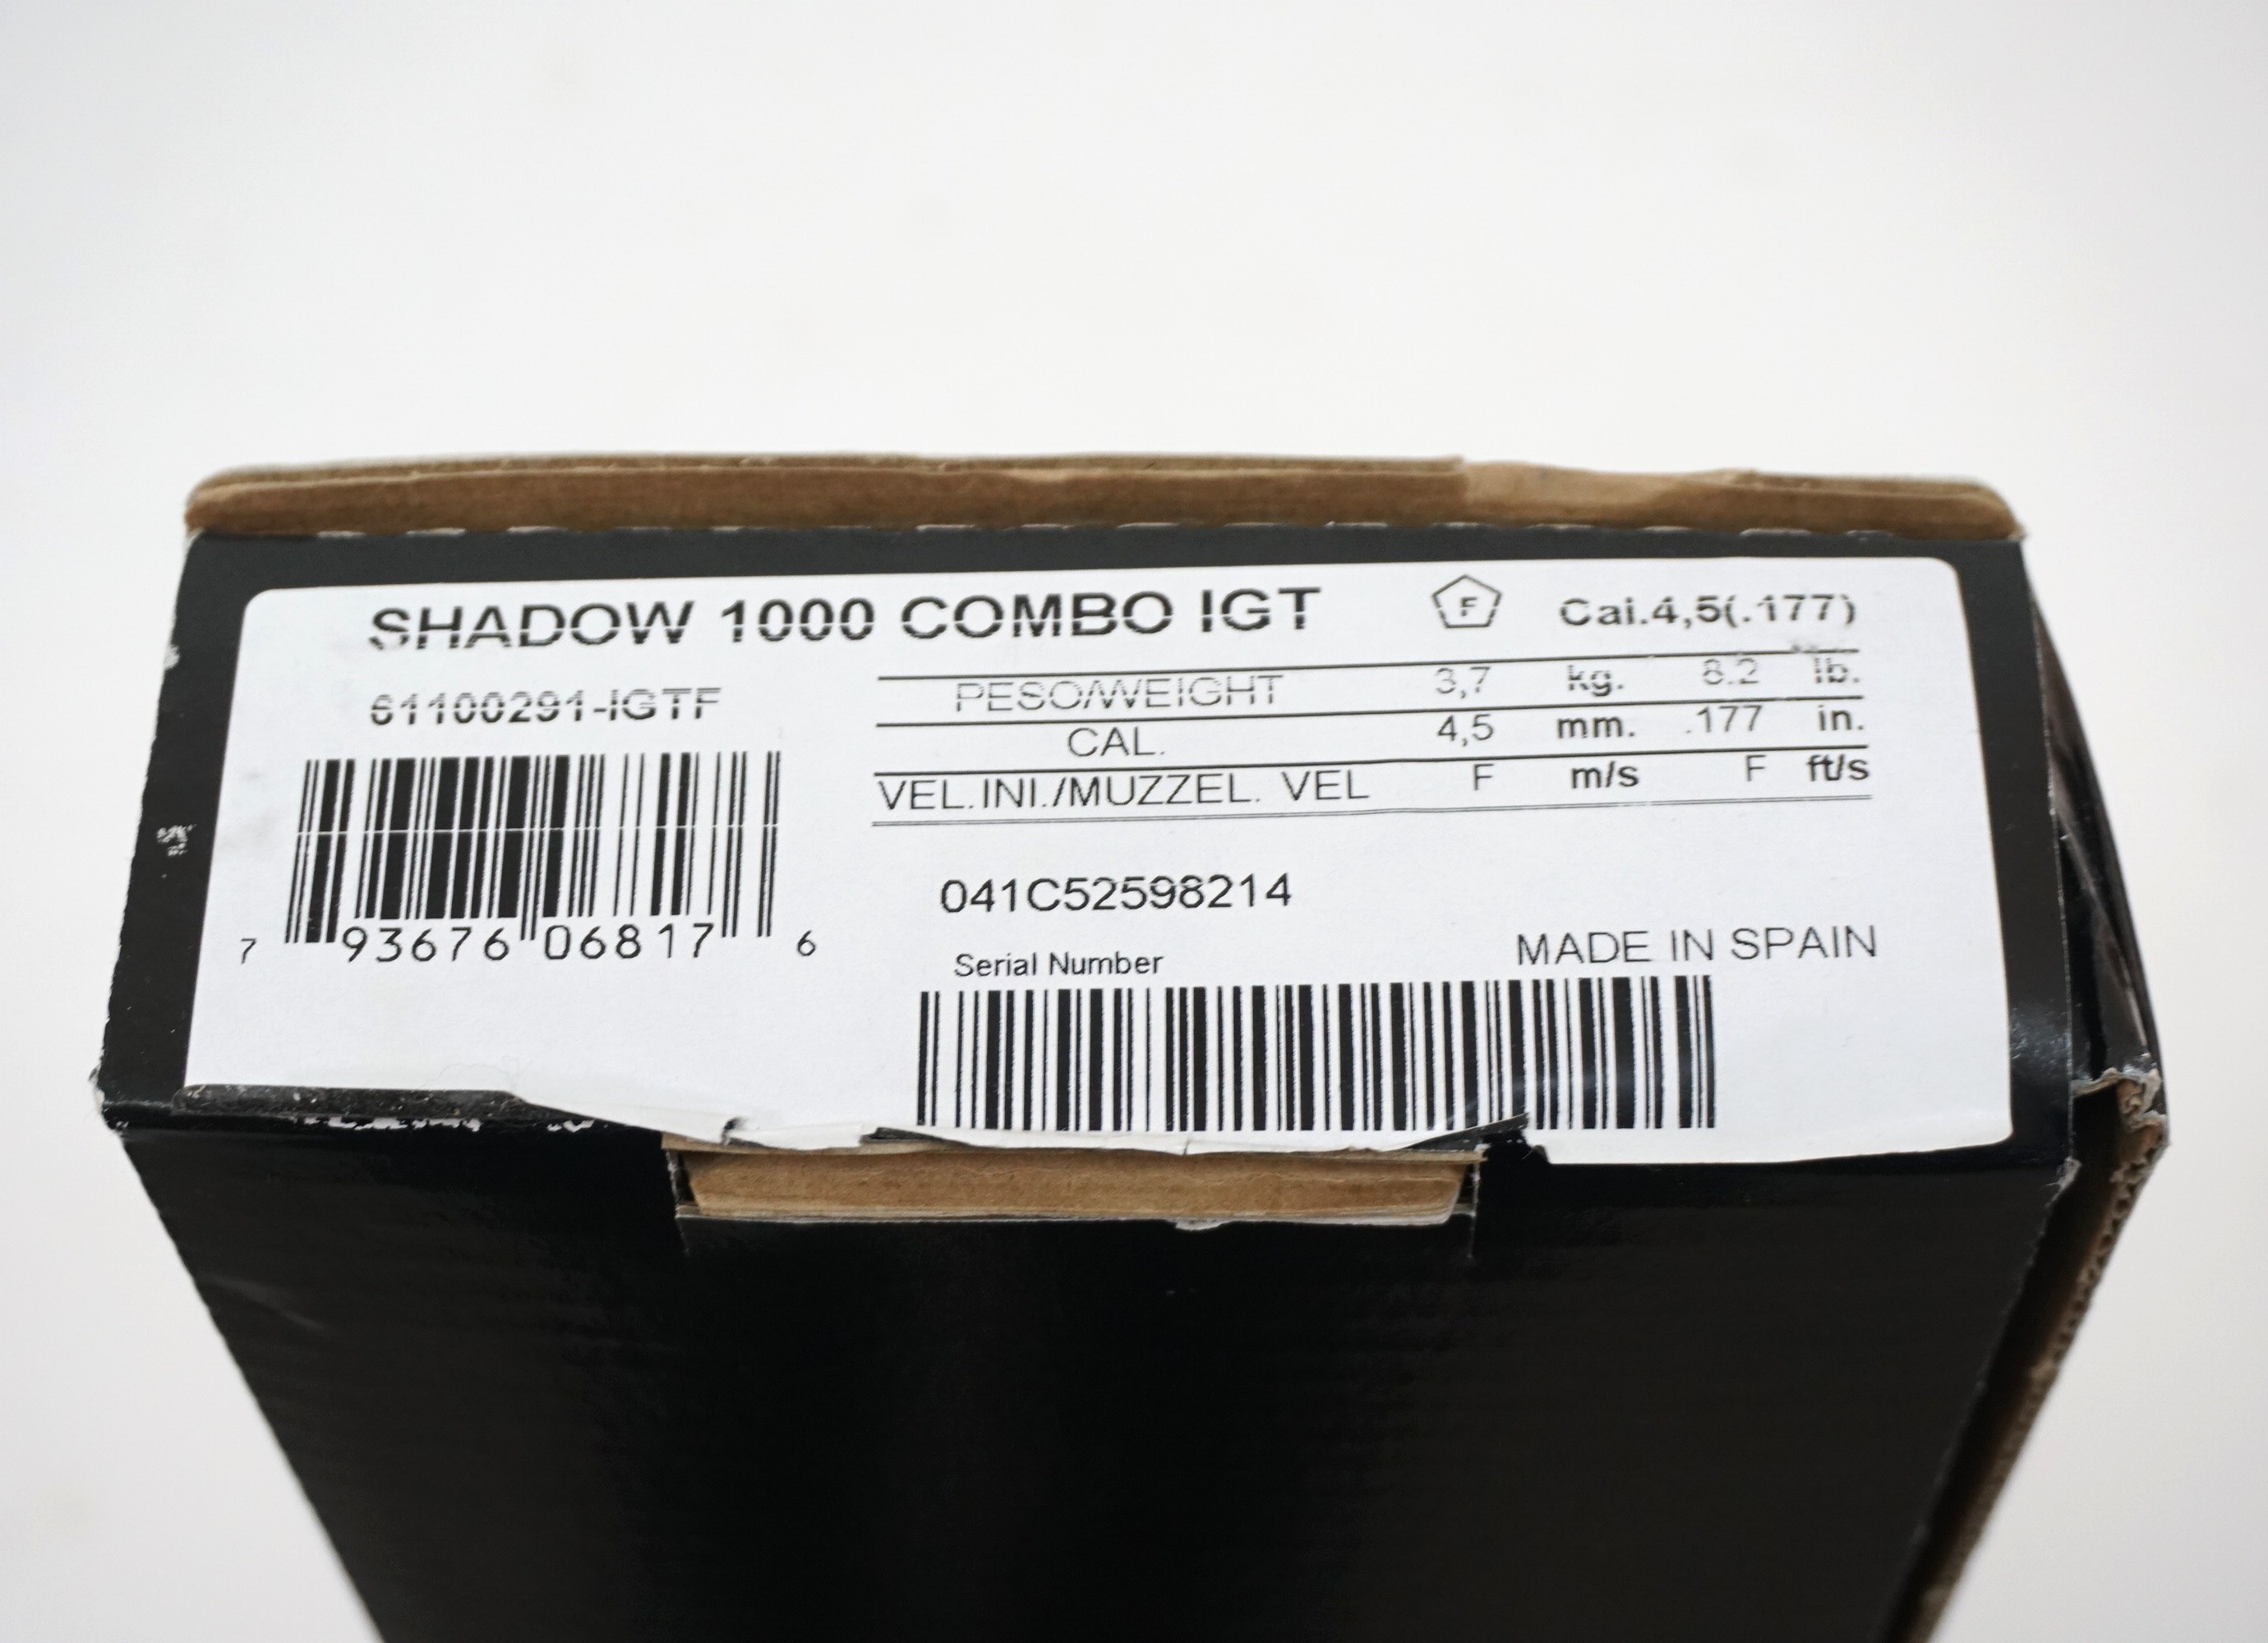 SHADOW 1000 COMBO IGT F Cal.4,5(.177)
61100291-IGTF
PESO/WEIGHT 3,7 kg. 8.2 lb.
CAL. 4,5 mm. .177 in.
VEL.INI./MUZZEL. VEL F m/s F ft/s
7 93676 06817 6
041C52598214
Serial Number
MADE IN SPAIN